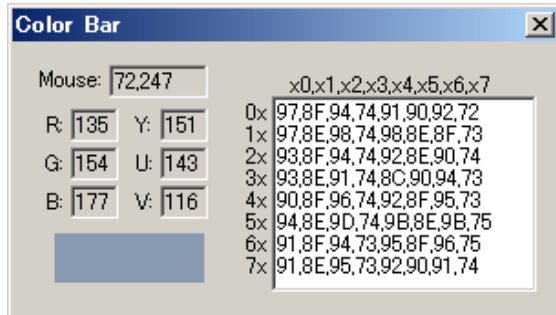 Color Bar
Mouse: 72,247
R: 135 Y: 151
G: 154 U: 143
B: 177 V: 116
x0,x1,x2,x3,x4,x5,x6,x7
0x 97,8F,94,74,91,90,92,72
1x 97,8E,98,74,98,8E,8F,73
2x 93,8F,94,74,92,8E,90,74
3x 93,8E,91,74,8C,90,94,73
4x 90,8F,96,74,92,8F,95,73
5x 94,8E,9D,74,9B,8E,9B,75
6x 91,8F,94,73,95,8F,96,75
7x 91,8E,95,73,92,90,91,74